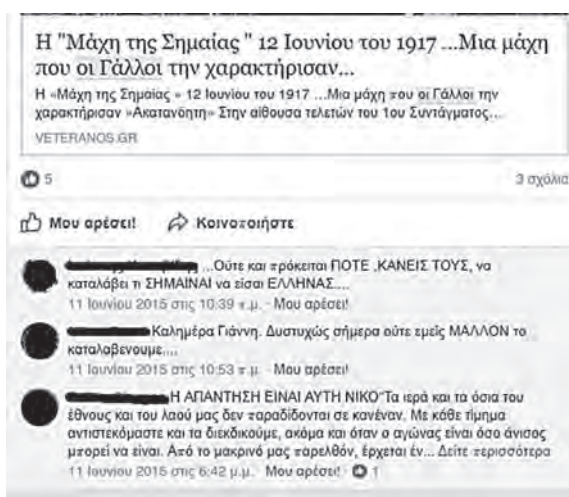 Η "Μάχη της Σημαίας " 12 Ιουνίου του 1917 ...Μια μάχη
που οι Γάλλοι την χαρακτήρισαν...
Η «Μάχη της Σημαίας » 12 Ιουνίου του 1917 ...Μια μάχη που οι Γάλλοι την
χαρακτήρισαν »Ακατανόητη» Στην αίθουσα τελετών του 1ου Συντάγματος...
VETERANOS.GR
5
3 σχόλια
Μου αρέσει!
Κοινοποιήστε
...Ούτε και πρόκειται ΠΟΤΕ ,ΚΑΝΕΙΣ ΤΟΥΣ, να
καταλάβει τι ΣΗΜΑΙΝΑΙ να είσαι ΕΛΛΗΝΑΣ....
11 Ιουνίου 2015 στις 10:39 π.μ. · Μου αρέσει!
Καλημέρα Γιάννη. Δυστυχώς σήμερα ούτε εμείς ΜΑΛΛΟΝ το
καταλαβενουμε....
11 Ιουνίου 2015 στις 10:53 π.μ. · Μου αρέσει!
Η ΑΠΑΝΤΗΣΗ ΕΙΝΑΙ ΑΥΤΗ ΝΙΚΟ"Τα ιερά και τα όσια του
έθνους και του λαού μας δεν παραδίδονται σε κανέναν. Με κάθε τίμημα
αντιστεκόμαστε και τα διεκδικούμε, ακόμα και όταν ο αγώνας είναι όσο άνισος
μπορεί να είναι. Από το μακρινό μας παρελθόν, έρχεται έν... Δείτε περισσότερα
11 Ιουνίου 2015 στις 6:42 μ.μ. · Μου αρέσει! · 1